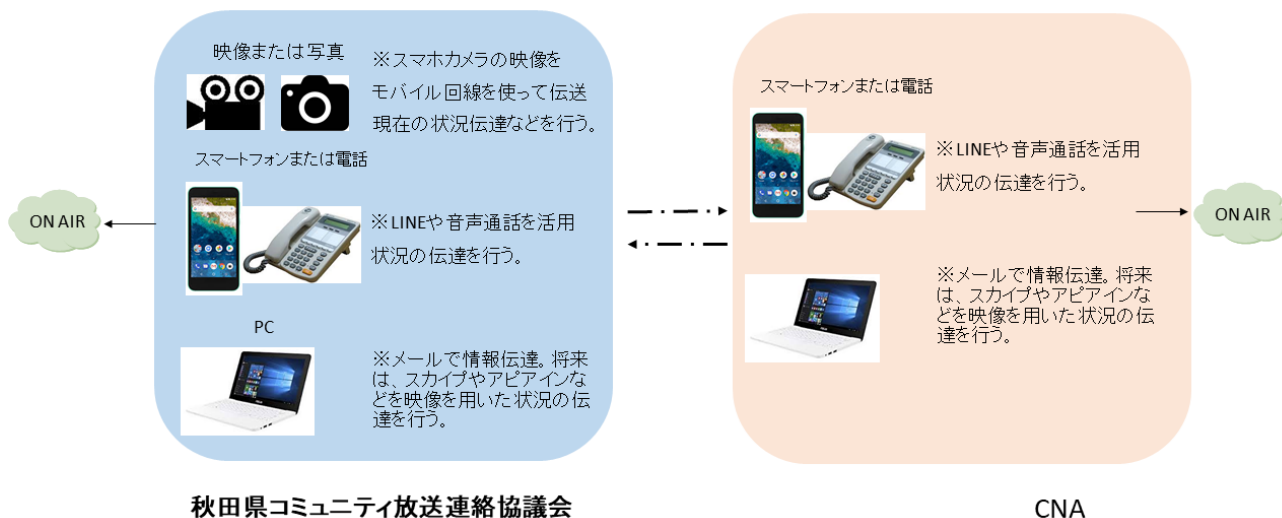 映像または写真
※スマホカメラの映像を
モバイル回線を使って伝送
現在の状況伝達などを行う。
スマートフォンまたは電話
※LINEや音声通話を活用
状況の伝達を行う。
PC
※メールで情報伝達。将来
は、スカイプやアピアインな
どを映像を用いた状況の伝
達を行う。
ON AIR
秋田県コミュニティ放送連絡協議会
スマートフォンまたは電話
※LINEや音声通話を活用
状況の伝達を行う。
※メールで情報伝達。将来
は、スカイプやアピアインな
どを映像を用いた状況の伝
達を行う。
ON AIR
CNA